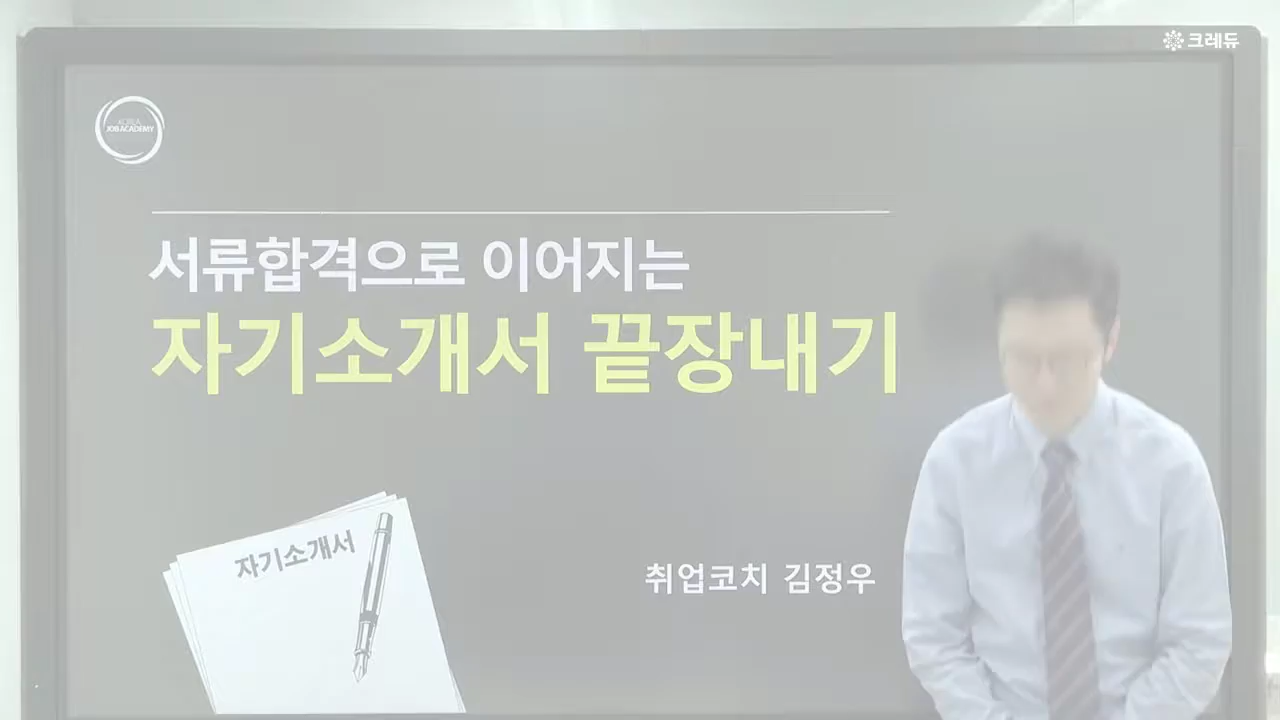 크레듀
KOREA
JOB ACADEMY
서류합격으로 이어지는
자기소개서 끝장내기
자기소개서
취업코치 김정우